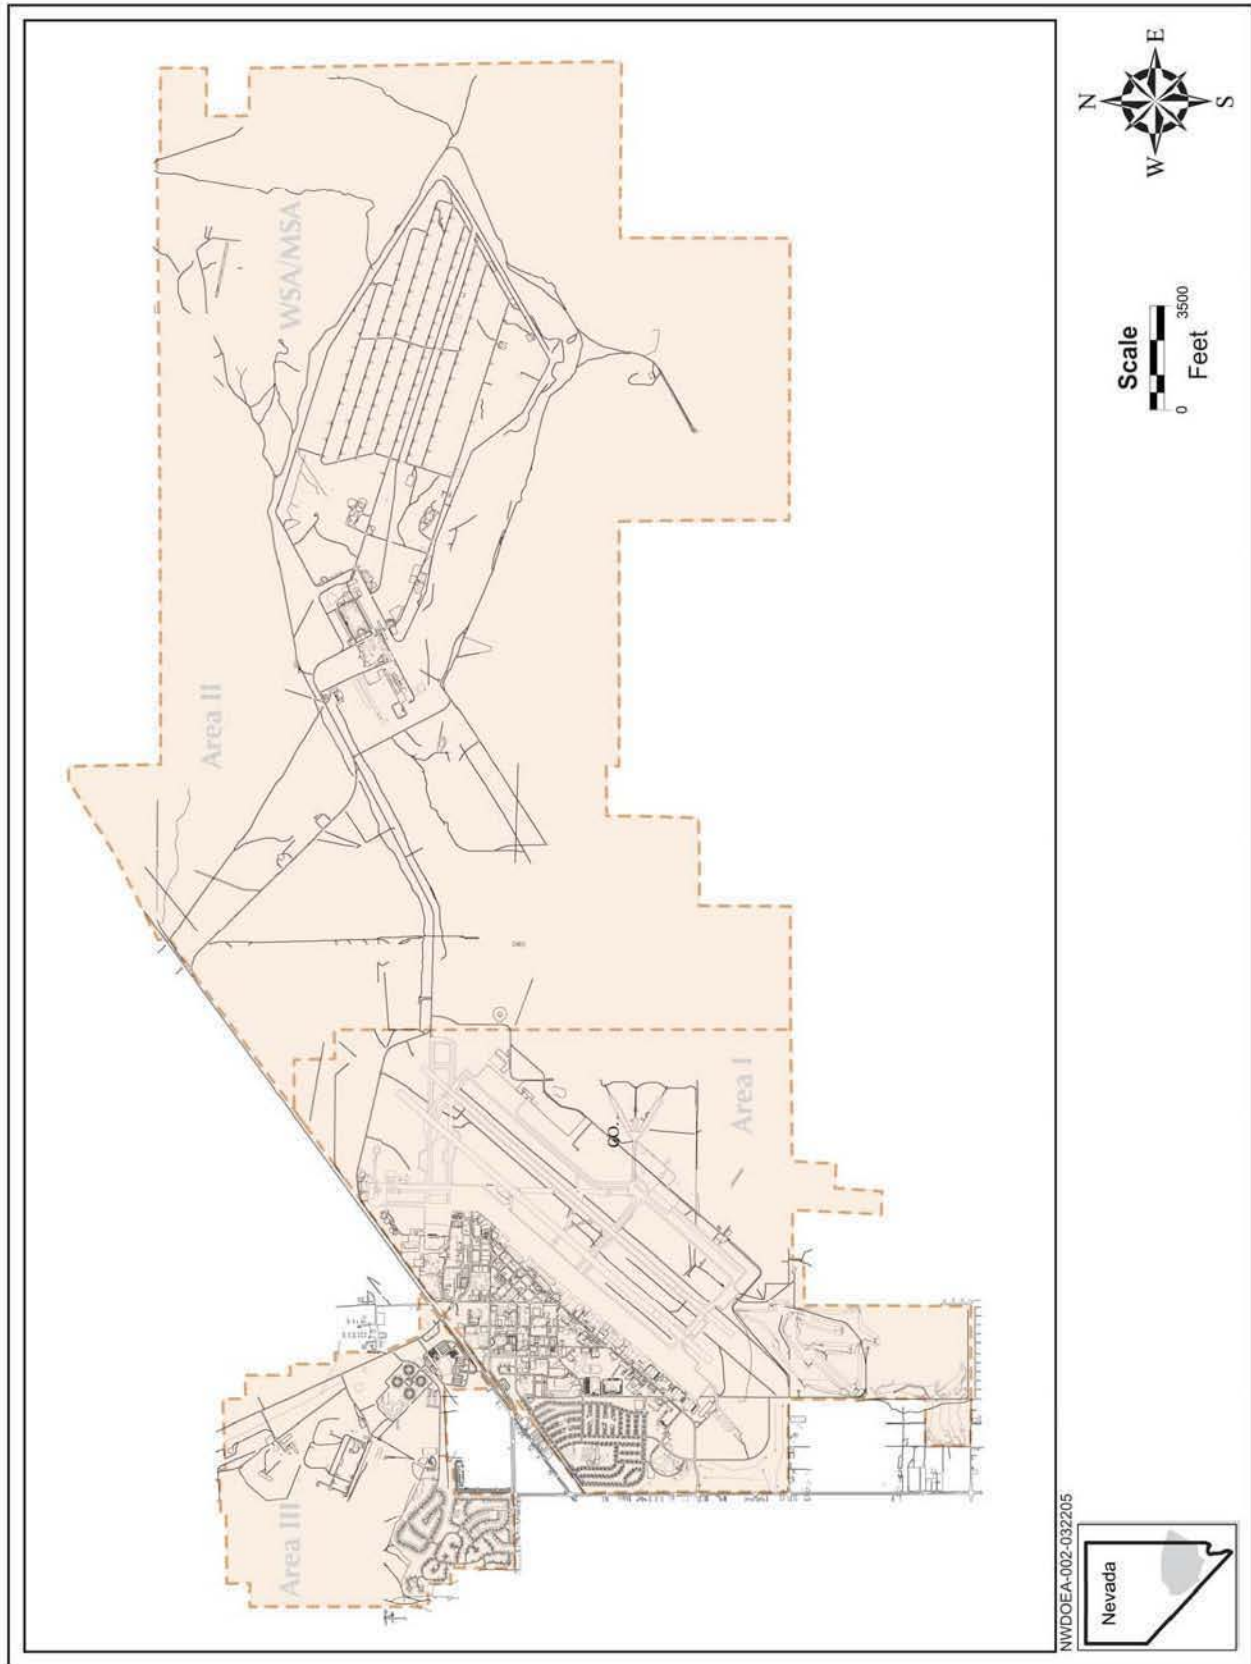 Area III
Area II
WSA/MSA
Area I
N
W
E
S
Scale
0
3500
Feet
NWDOEA-002-032205
Nevada